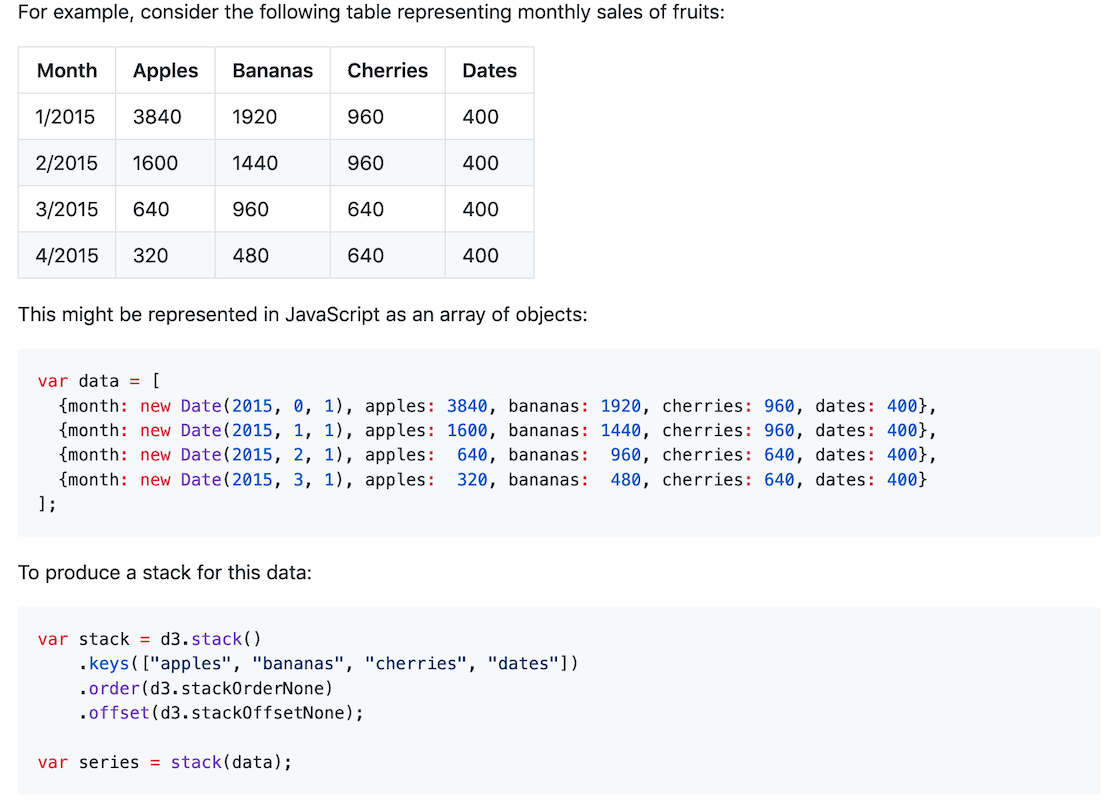 For example, consider the following table representing monthly sales of fruits:
Month Apples Bananas Cherries Dates
1/2015 3840 1920 960 400
2/2015 1600 1440 960 400
3/2015 640 960 640 400
4/2015 320 480 640 400
This might be represented in JavaScript as an array of objects:
var data = [
  {month: new Date(2015, 0, 1), apples: 3840, bananas: 1920, cherries: 960, dates: 400},
  {month: new Date(2015, 1, 1), apples: 1600, bananas: 1440, cherries: 960, dates: 400},
  {month: new Date(2015, 2, 1), apples:  640, bananas:  960, cherries: 640, dates: 400},
  {month: new Date(2015, 3, 1), apples:  320, bananas:  480, cherries: 640, dates: 400}
];
To produce a stack for this data:
var stack = d3.stack()
    .keys(["apples", "bananas", "cherries", "dates"])
    .order(d3.stackOrderNone)
    .offset(d3.stackOffsetNone);
var series = stack(data);